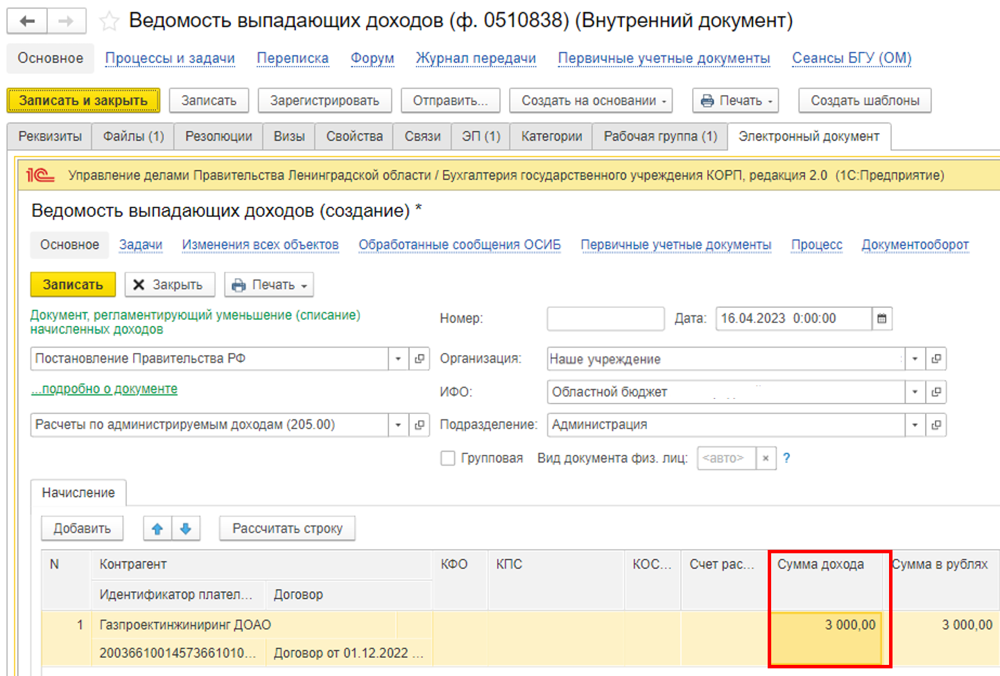 Ведомость выпадающих доходов (ф. 0510838) (Внутренний документ)
Основное Процессы и задачи Переписка Форум Журнал передачи Первичные учетные документы Сеансы БГУ (ОМ)
Записать и закрыть Записать Зарегистрировать Отправить... Создать на основании Печать Создать шаблоны
Реквизиты Файлы (1) Резолюции Визы Свойства Связи ЭП (1) Категории Рабочая группа (1) Электронный документ
1С Управление делами Правительства Ленинградской области / Бухгалтерия государственного учреждения КОРП, редакция 2.0 (1С:Предприятие)
Ведомость выпадающих доходов (создание) *
Основное Задачи Изменения всех объектов Обработанные сообщения ОСИБ Первичные учетные документы Процесс Документооборот
Записать Закрыть Печать
Документ, регламентирующий уменьшение (списание)
начисленных доходов
Номер: Дата: 16.04.2023 0:00:00
Постановление Правительства РФ Организация: Наше учреждение
...подробно о документе ИФО: Областной бюджет
Расчеты по администрируемым доходам (205.00) Подразделение: Администрация
Групповая Вид документа физ. лиц: <авто> × ?
Начисление
Добавить Рассчитать строку
N Контрагент КФО КПС КОС... Счет рас... Сумма дохода Сумма в рублях
Идентификатор плател... Договор
1 Газпроектинжиниринг ДОАО 3 000,00 3 000,00
20036610014573661010... Договор от 01.12.2022 ...